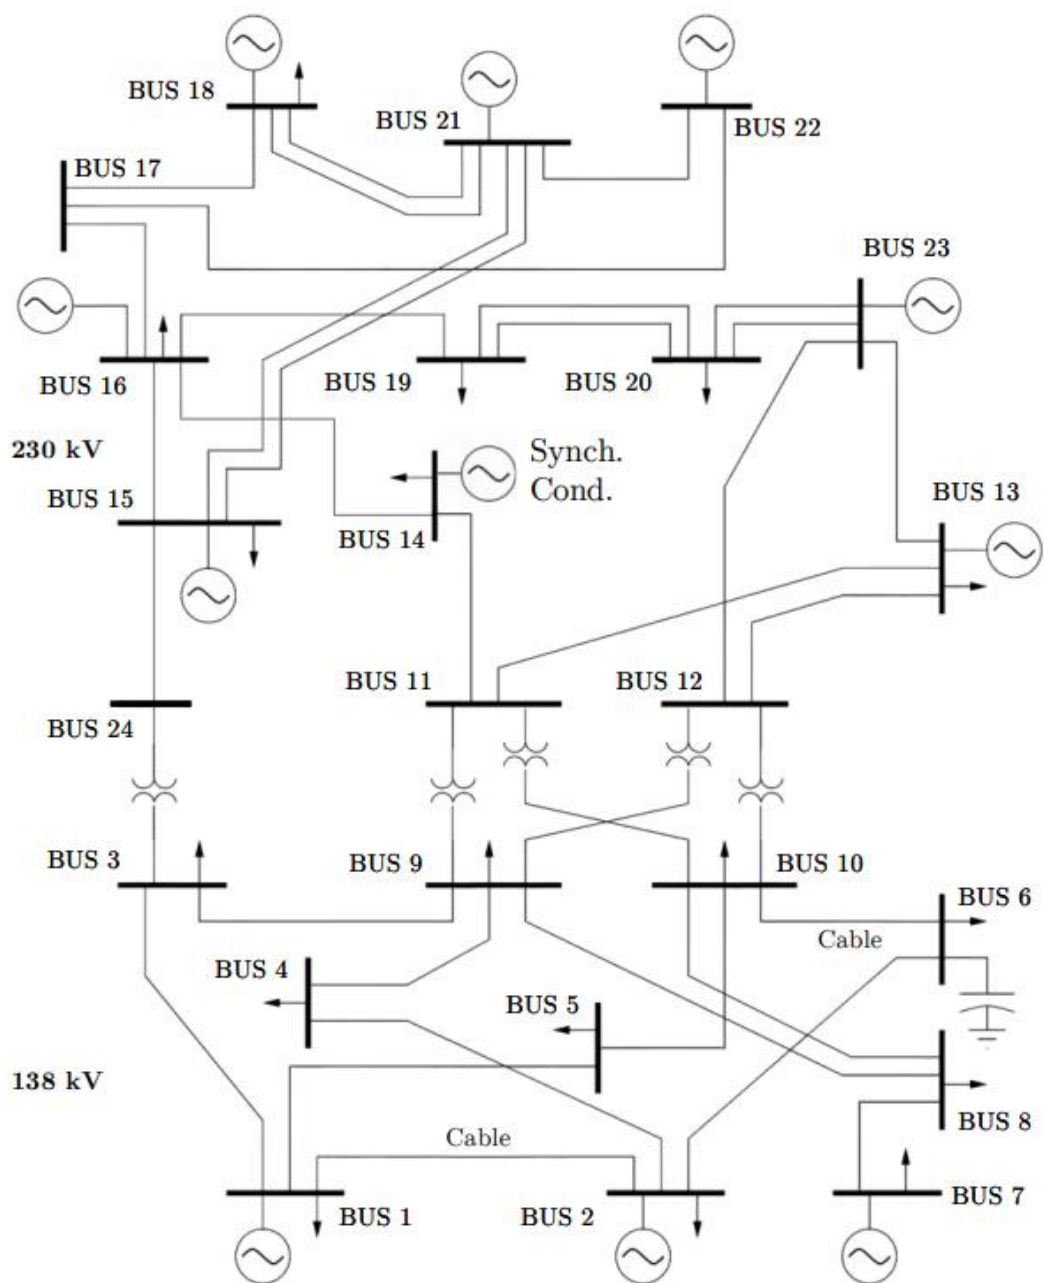 BUS 18
BUS 21
BUS 22
BUS 17
BUS 23
BUS 16
BUS 19
BUS 20
230 kV
Synch.
Cond.
BUS 15
BUS 14
BUS 13
BUS 11
BUS 12
BUS 24
BUS 3
BUS 9
BUS 10
BUS 6
Cable
BUS 4
BUS 5
138 kV
BUS 8
Cable
BUS 7
BUS 1
BUS 2